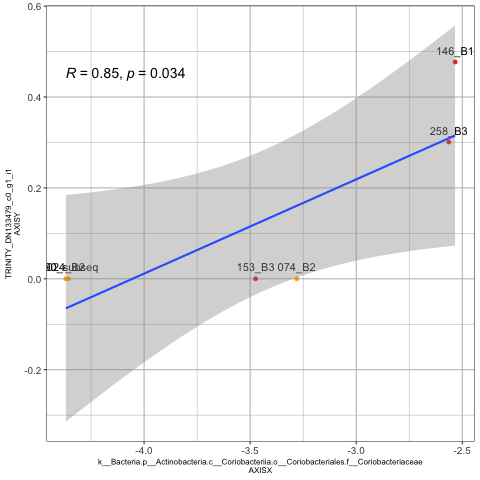 0.6
0.4
0.2
0.0
-0.2
TRINITY_DN133479_c0_g1_i1
AXISY
R = 0.85, p = 0.034
146_B1
258_B3
153_B3 074_B2
-4.0
-3.5
-3.0
-2.5
k__Bacteria.p__Actinobacteria.c__Coriobacteriia.o__Coriobacteriales.f__Coriobacteriaceae
AXISX